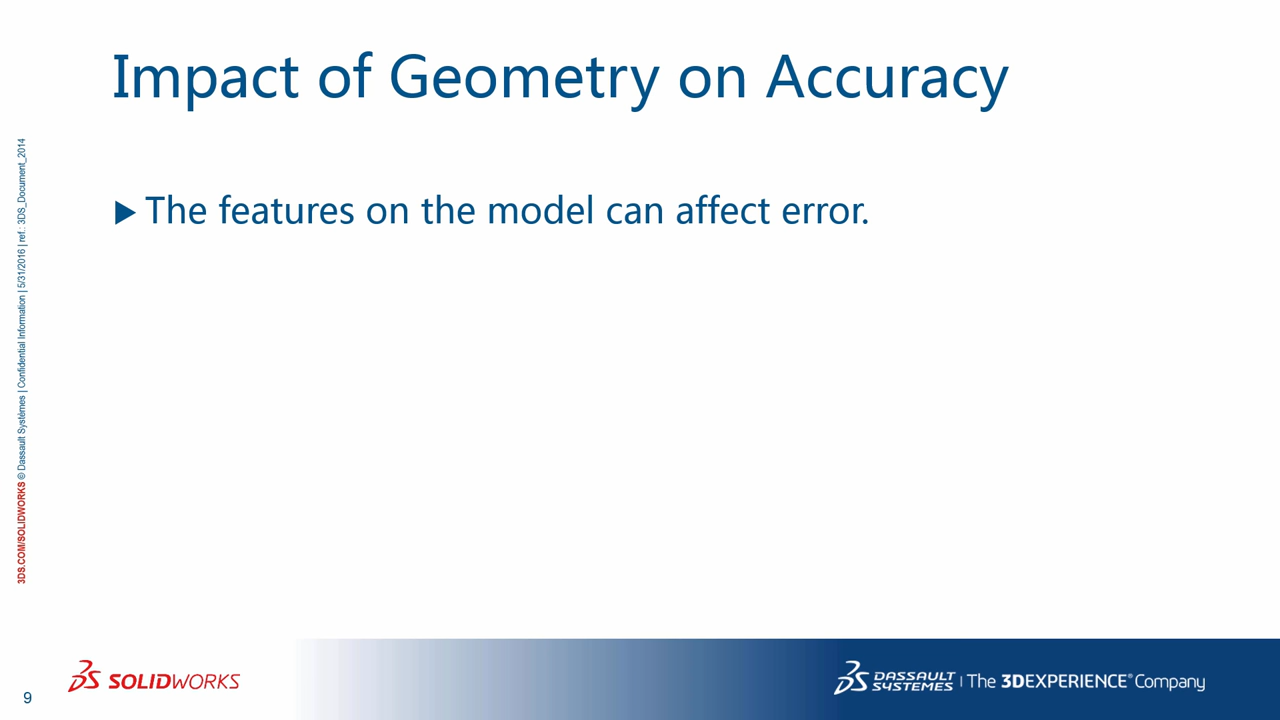 Impact of Geometry on Accuracy
▶ The features on the model can affect error.
3DS.COM/SOLIDWORKS © Dassault Systèmes | Confidential Information | 5/31/2016 | ref.: 3DS_Document_2014
9
SOLIDWORKS
DASSAULT SYSTEMES | The 3DEXPERIENCE® Company